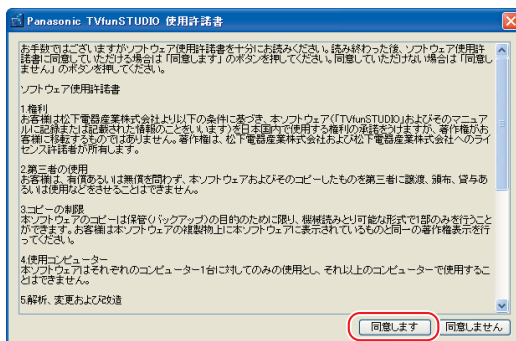 Panasonic TVfunSTUDIO 使用許諾書
お手数ではございますがソフトウェア使用許諾書を十分にお読みください。読み終わった後、ソフトウェア使用許
諾書に同意していただける場合は「同意します」のボタンを押してください。同意していただけない場合は「同意し
ません」のボタンを押してください。
ソフトウェア使用許諾書
1.権利
お客様は松下電器産業株式会社より以下の条件に基づき、本ソフトウェア(「TVfunSTUDIO」およびそのマニュア
ルに記録または記載された情報のことをいいます)を日本国内で使用する権利の承諾をうけますが、著作権がお
客様に移転するものではありません。著作権は、松下電器産業株式会社および松下電器産業株式会社へのライ
センス許諾者が所有します。
2.第三者の使用
お客様は、有償あるいは無償を問わず、本ソフトウェアおよびそのコピーしたものを第三者に譲渡、頒布、貸与あ
るいは使用などをさせることはできません。
3.コピーの制限
本ソフトウェアのコピーは保管(バックアップ)の目的のためだけに限り、機械読みとり可能な形式で1部のみを行うこと
ができます。お客様は本ソフトウェアの複製物上に本ソフトウェアに表示されているものと同一の著作権表示を行
ってください。
4.使用コンピューター
本ソフトウェアはそれぞれのコンピューター1台に対してのみの使用とし、それ以上のコンピューターで使用するこ
とはできません。
5.解析、変更および改造
同意します
同意しません